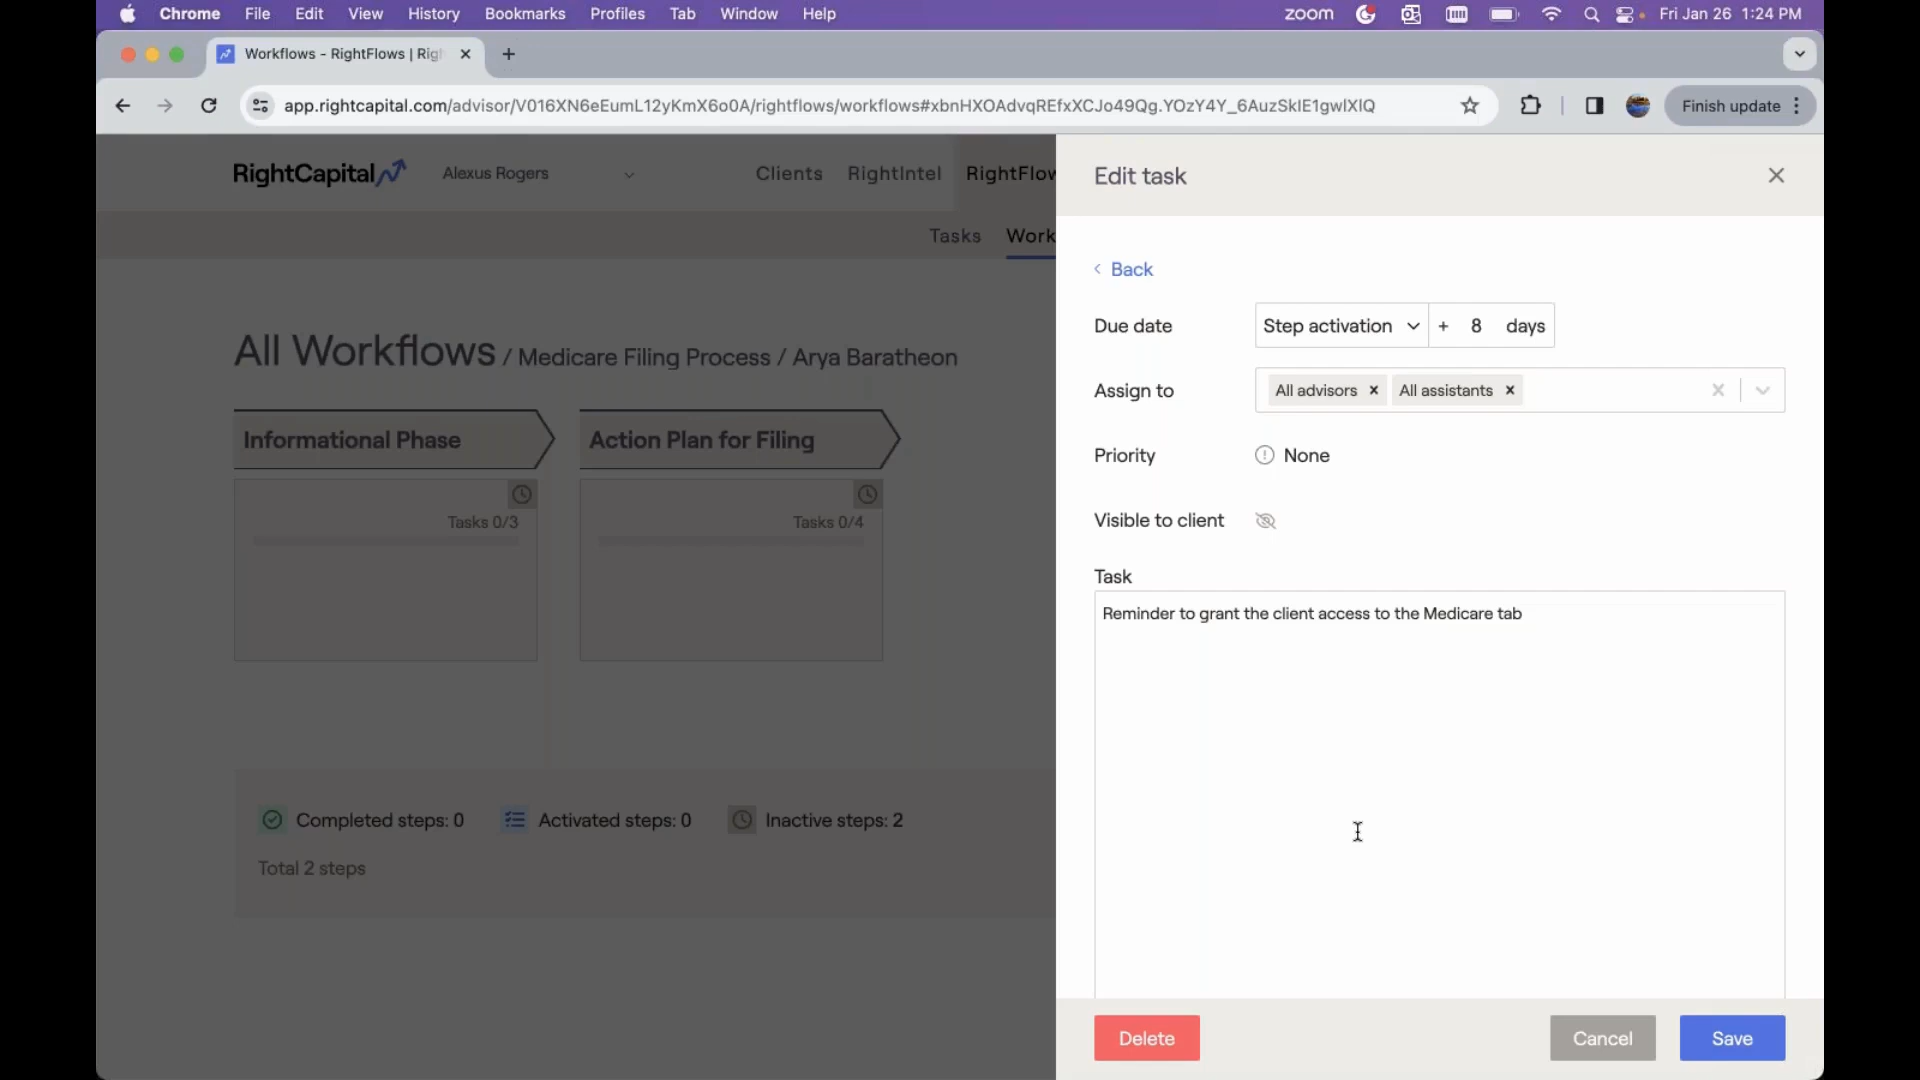 Chrome File Edit View History Bookmarks Profiles Tab Window Help zoom Fri Jan 26 1:24 PM
Workflows - RightFlows | Rig
app.rightcapital.com/advisor/V016XN6eEumL12yKmX6o0A/rightflows/workflows#xbnHXOAdvqREfxXCJo49Qg.YOzY4Y_6AuzSkIE1gwlXlQ Finish update
RightCapital Alexus Rogers Clients RightIntel RightFlow
Tasks Work
All Workflows / Medicare Filing Process / Arya Baratheon
Informational Phase Action Plan for Filing
Tasks 0/3 Tasks 0/4
Completed steps: 0 Activated steps: 0 Inactive steps: 2
Total 2 steps
Edit task
< Back
Due date Step activation + 8 days
Assign to All advisors × All assistants ×
Priority None
Visible to client
Task
Reminder to grant the client access to the Medicare tab
Delete Cancel Save